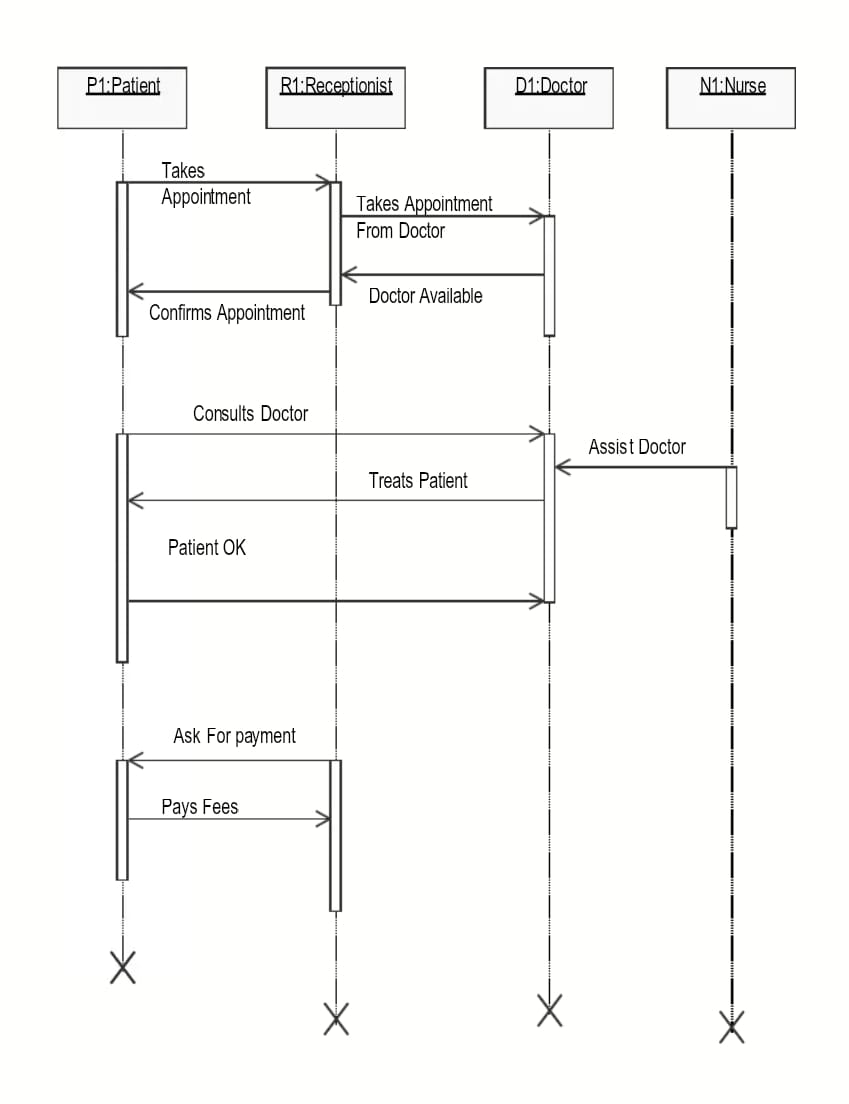 P1:Patient
R1:Receptionist
D1:Doctor
N1:Nurse
Takes
Appointment
Takes Appointment
From Doctor
Doctor Available
Confirms Appointment
Consults Doctor
Assist Doctor
Treats Patient
Patient OK
Ask For payment
Pays Fees